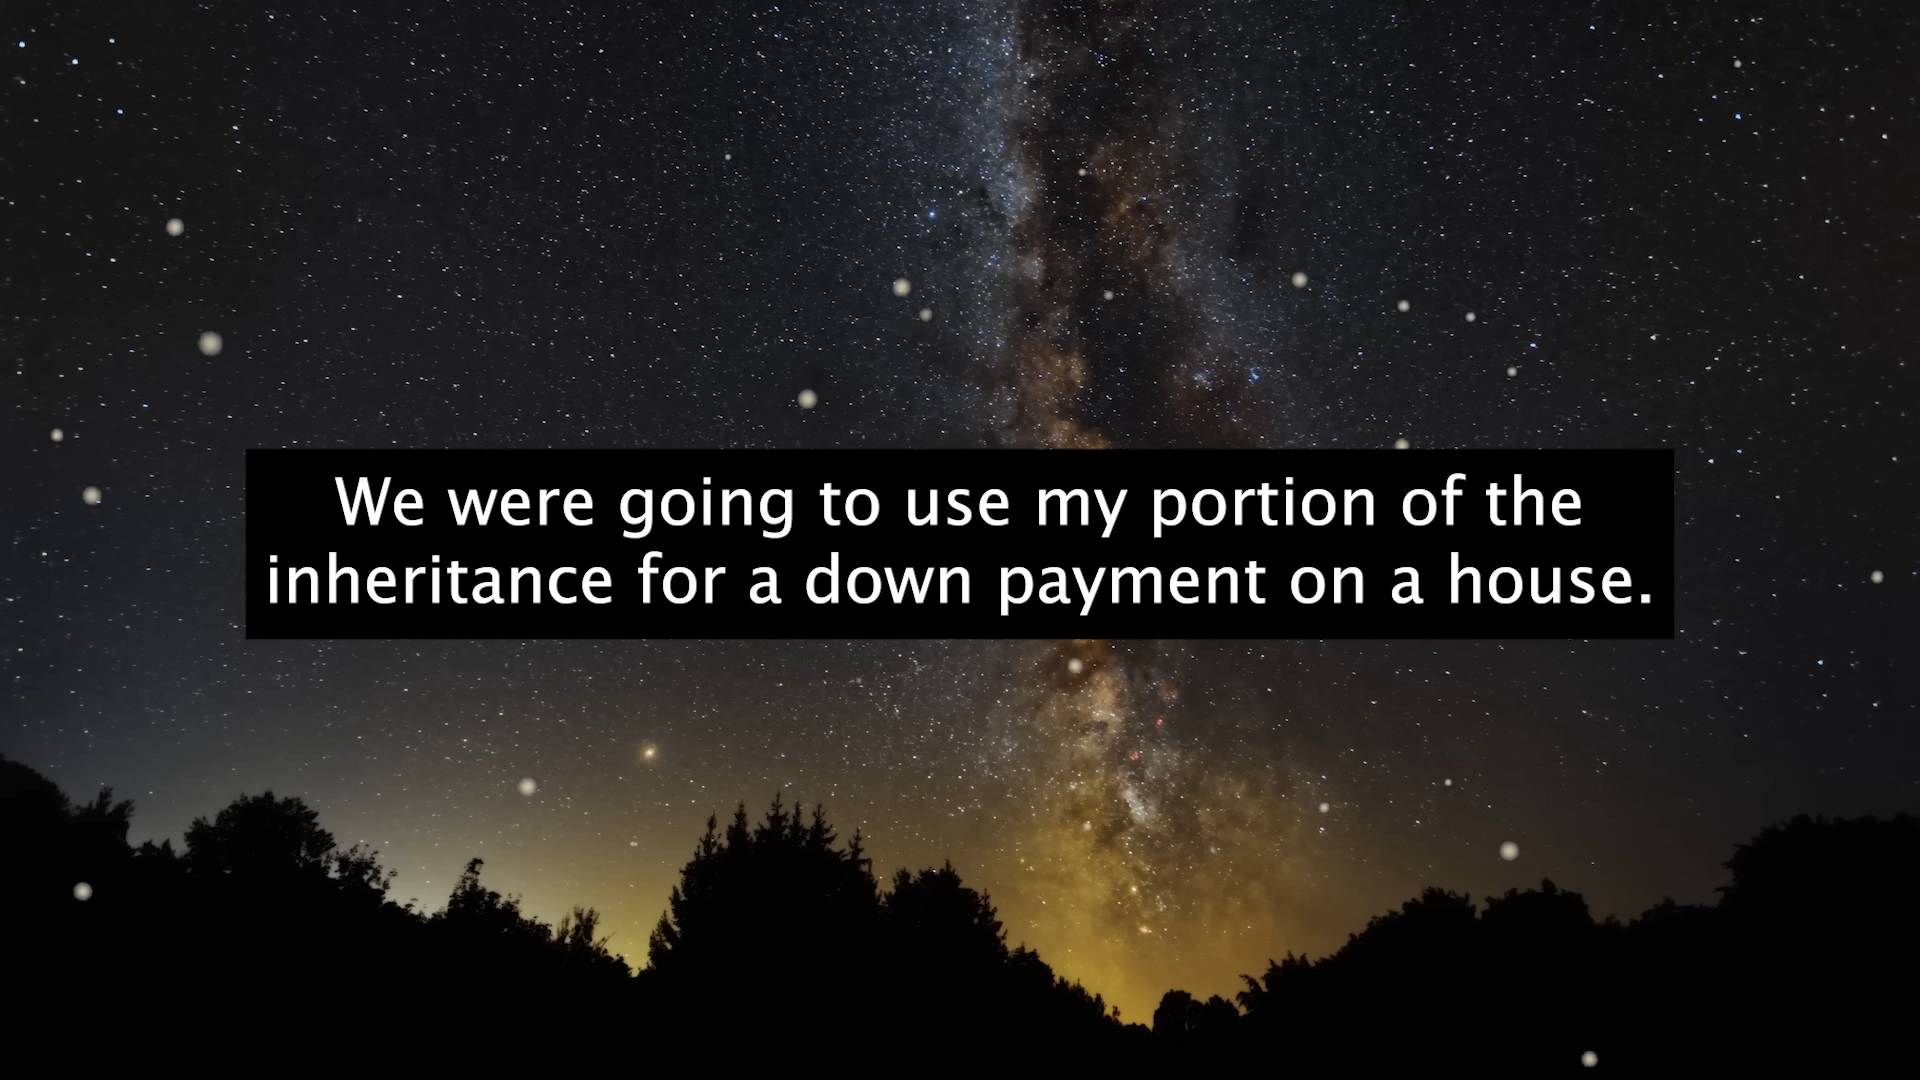 We were going to use my portion of the
inheritance for a down payment on a house.